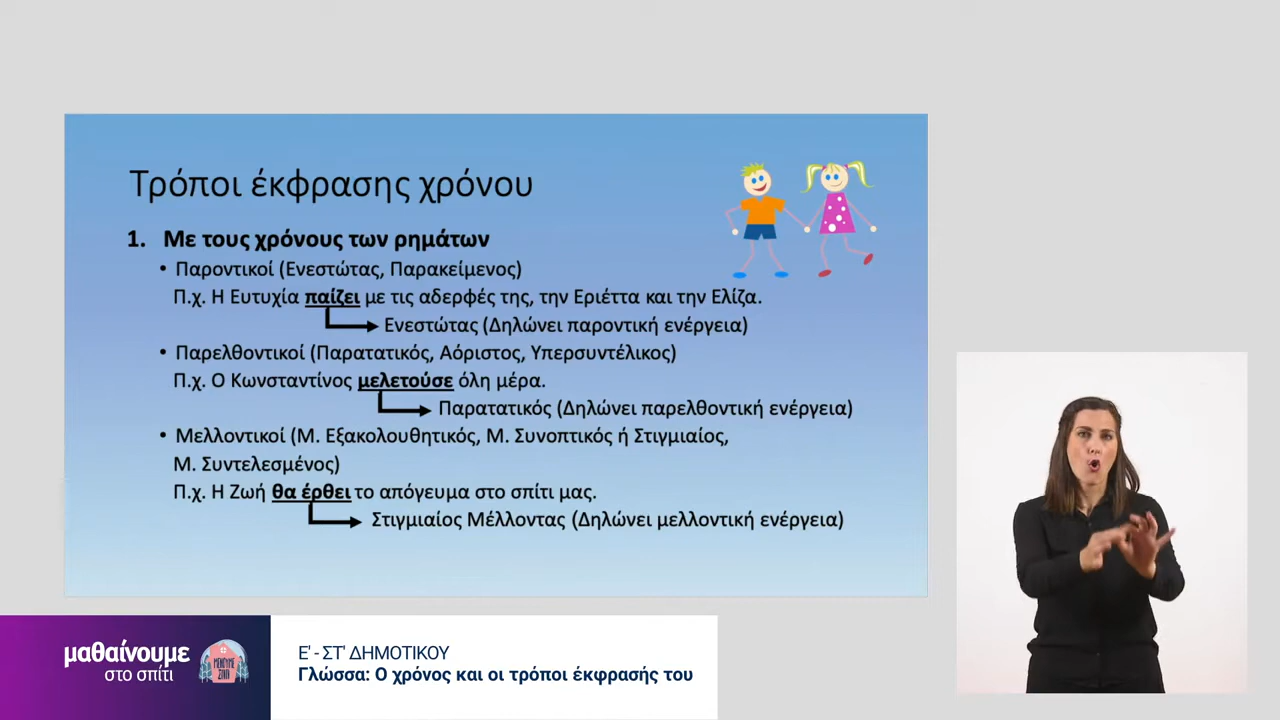 Τρόποι έκφρασης χρόνου
1. Με τους χρόνους των ρημάτων
• Παροντικοί (Ενεστώτας, Παρακείμενος)
Π.χ. Η Ευτυχία παίζει με τις αδερφές της, την Εριέττα και την Ελίζα.
Ενεστώτας (Δηλώνει παροντική ενέργεια)
• Παρελθοντικοί (Παρατατικός, Αόριστος, Υπερσυντέλικος)
Π.χ. Ο Κωνσταντίνος μελετούσε όλη μέρα.
Παρατατικός (Δηλώνει παρελθοντική ενέργεια)
• Μελλοντικοί (Μ. Εξακολουθητικός, Μ. Συνοπτικός ή Στιγμιαίος,
Μ. Συντελεσμένος)
Π.χ. Η Ζωή θα έρθει το απόγευμα στο σπίτι μας.
Στιγμιαίος Μέλλοντας (Δηλώνει μελλοντική ενέργεια)
μαθαίνουμε
στο σπίτι
ΜΕΝΟΥΜΕ
ΣΠΙΤΙ
Ε' - ΣΤ' ΔΗΜΟΤΙΚΟΥ
Γλώσσα: Ο χρόνος και οι τρόποι έκφρασής του